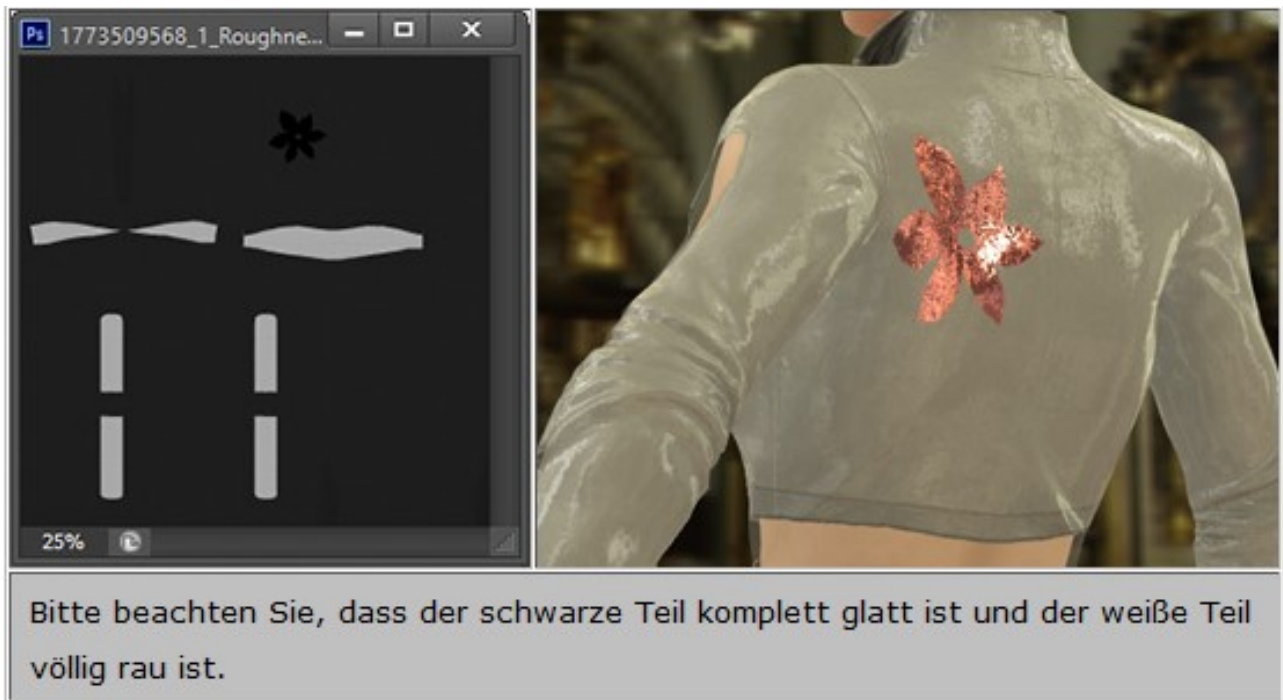 Ps 1773509568_1_Roughne...
25%
Bitte beachten Sie, dass der schwarze Teil komplett glatt ist und der weiße Teil
völlig rau ist.